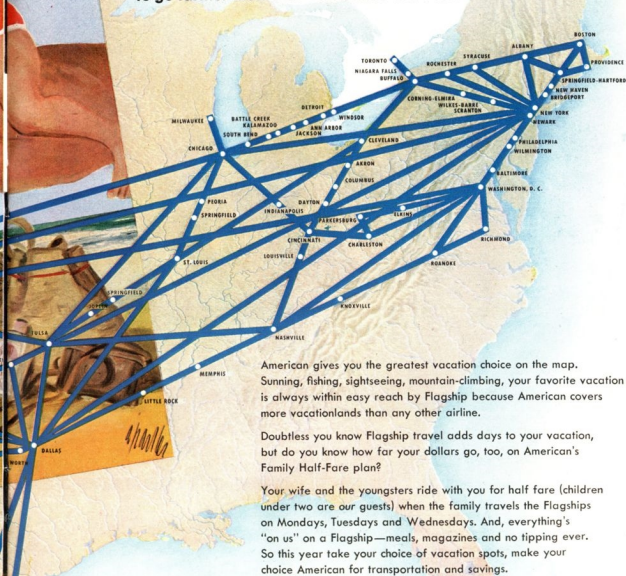 BOSTON
ALBANY
PROVIDENCE
SYRACUSE
TORONTO
ROCHESTER
NIAGARA FALLS
BUFFALO
SPRINGFIELD-HARTFORD
NEW HAVEN
BRIDGEPORT
CORNING-ELMIRA
WILKES-BARRE
SCRANTON
NEW YORK
NEWARK
DETROIT
WINDSOR
MILWAUKEE
BATTLE CREEK
KALAMAZOO
ANN ARBOR
JACKSON
SOUTH BEND
CHICAGO
CLEVELAND
PHILADELPHIA
WILMINGTON
AKRON
BALTIMORE
COLUMBUS
WASHINGTON, D. C.
PEORIA
DAYTON
SPRINGFIELD
INDIANAPOLIS
PARKERSBURG
ELKINS
CINCINNATI
CHARLESTON
RICHMOND
LOUISVILLE
ROANOKE
ST. LOUIS
SPRINGFIELD
JOPLIN
KNOXVILLE
TULSA
NASHVILLE
MEMPHIS
LITTLE ROCK
DALLAS
WORTH
American gives you the greatest vacation choice on the map.
Sunning, fishing, sightseeing, mountain-climbing, your favorite vacation
is always within easy reach by Flagship because American covers
more vacationlands than any other airline.
Doubtless you know Flagship travel adds days to your vacation,
but do you know how far your dollars go, too, on American's
Family Half-Fare plan?
Your wife and the youngsters ride with you for half fare (children
under two are our guests) when the family travels the Flagships
on Mondays, Tuesdays and Wednesdays. And, everything's
"on us" on a Flagship—meals, magazines and no tipping ever.
So this year take your choice of vacation spots, make your
choice American for transportation and savings.